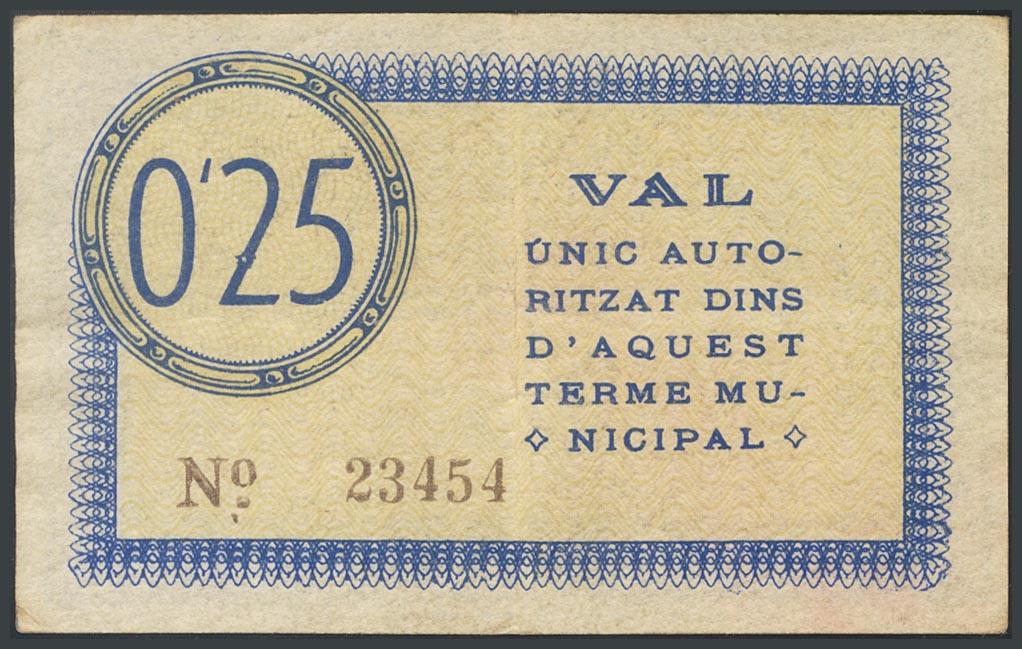 0'25
VAL
ÚNIC AUTO-
RITZAT DINS
D'AQUEST
TERME MU-
NICIPAL
Nº 23454